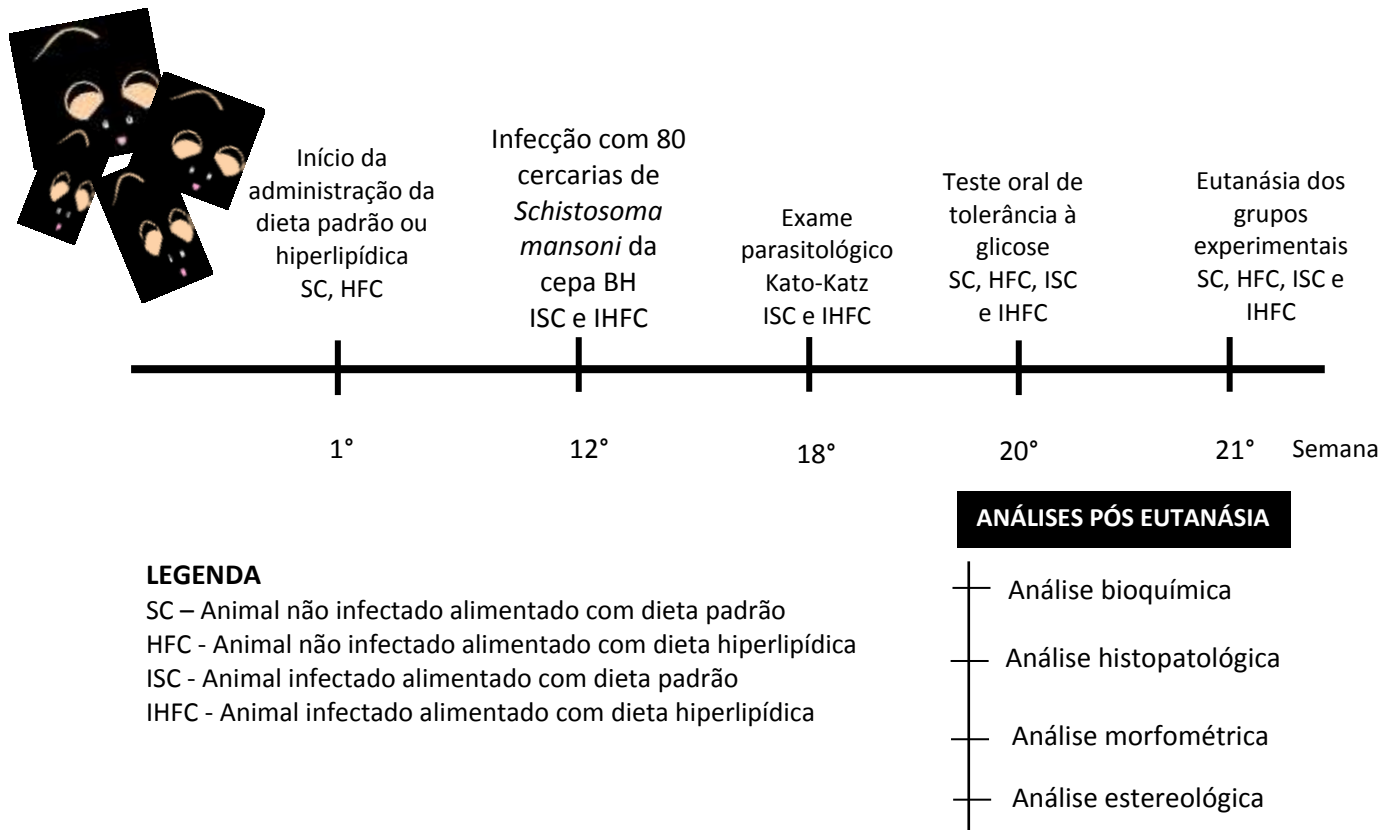 Início da
administração da
dieta padrão ou
hiperlipídica
SC, HFC
Infecção com 80
cercarias de
Schistosoma
mansoni da
cepa BH
ISC e IHFC
Exame
parasitológico
Kato-Katz
ISC e IHFC
Teste oral de
tolerância à
glicose
SC, HFC, ISC
e IHFC
Eutanásia dos
grupos
experimentais
SC, HFC, ISC e
IHFC
1° 12° 18° 20° 21° Semana
ANÁLISES PÓS EUTANÁSIA
Análise bioquímica
Análise histopatológica
Análise morfométrica
Análise estereológica
LEGENDA
SC – Animal não infectado alimentado com dieta padrão
HFC - Animal não infectado alimentado com dieta hiperlipídica
ISC - Animal infectado alimentado com dieta padrão
IHFC - Animal infectado alimentado com dieta hiperlipídica